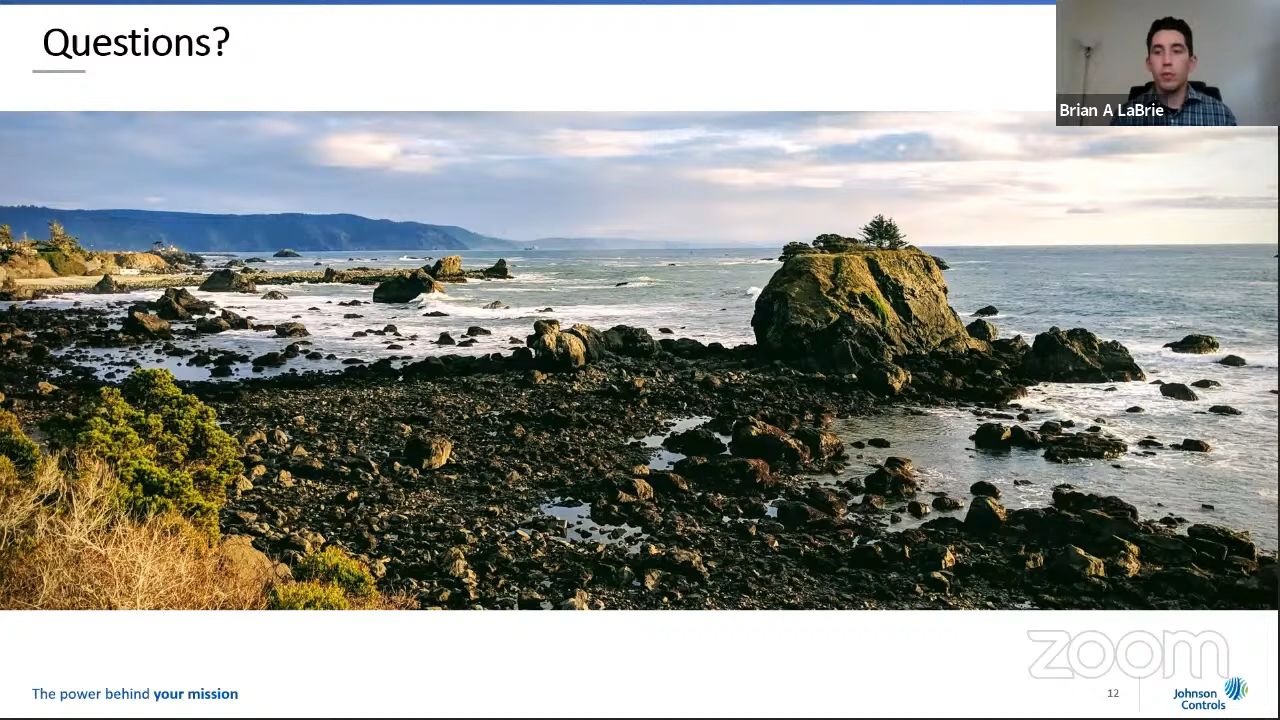 Questions?
Brian A LaBrie
zoom
The power behind your mission
12
Johnson
Controls